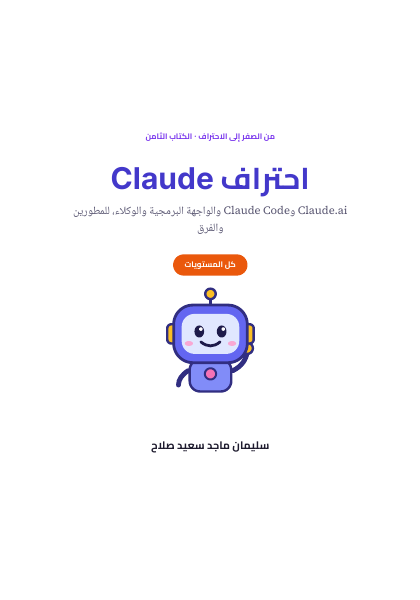 من الصفر إلى الاحتراف · الكتاب الثامن
احتراف Claude
Claude.ai وClaude Code والواجهة البرمجية والوكلاء، للمطورين
والفرق
كل المستويات
سليمان ماجد سعيد صلاح